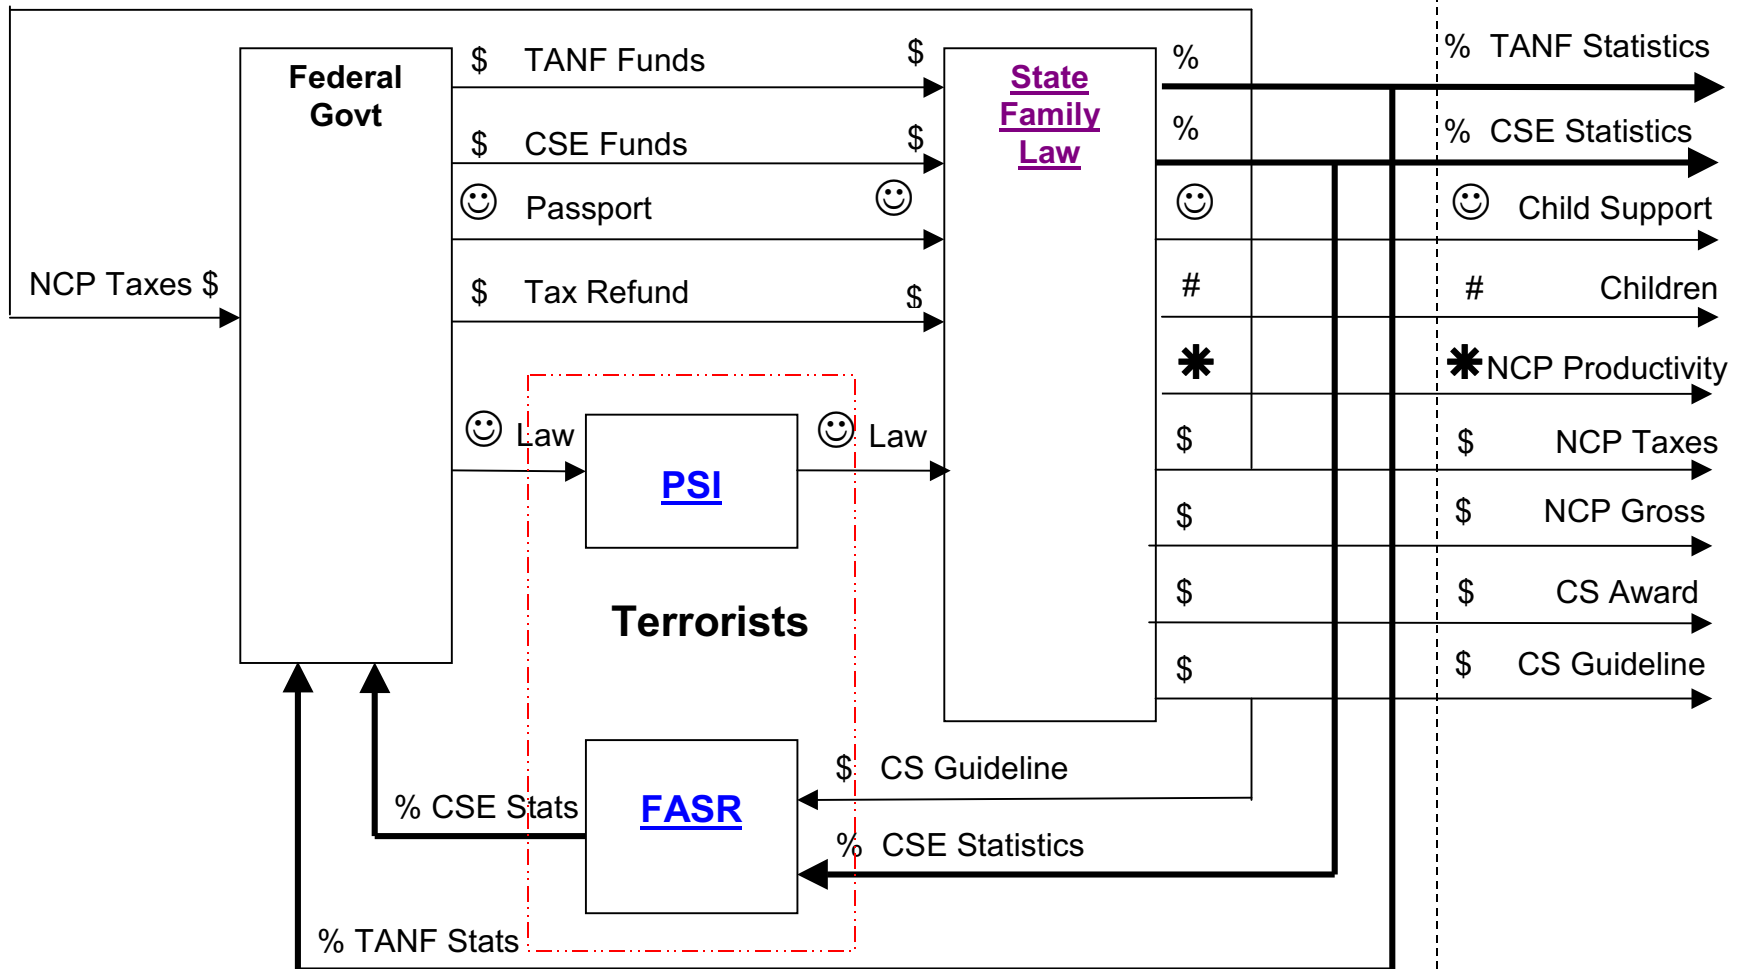 $ TANF Funds $
% % TANF Statistics
Federal
Govt
State
Family
Law
$ CSE Funds $
% % CSE Statistics
Passport
Child Support
NCP Taxes $
$ Tax Refund $
# # Children
NCP Productivity
Law
Law
$ $ NCP Taxes
PSI
$ $ NCP Gross
$ $ CS Award
Terrorists
$ $ CS Guideline
$ CS Guideline
% CSE Stats
FASR
% CSE Statistics
% TANF Stats